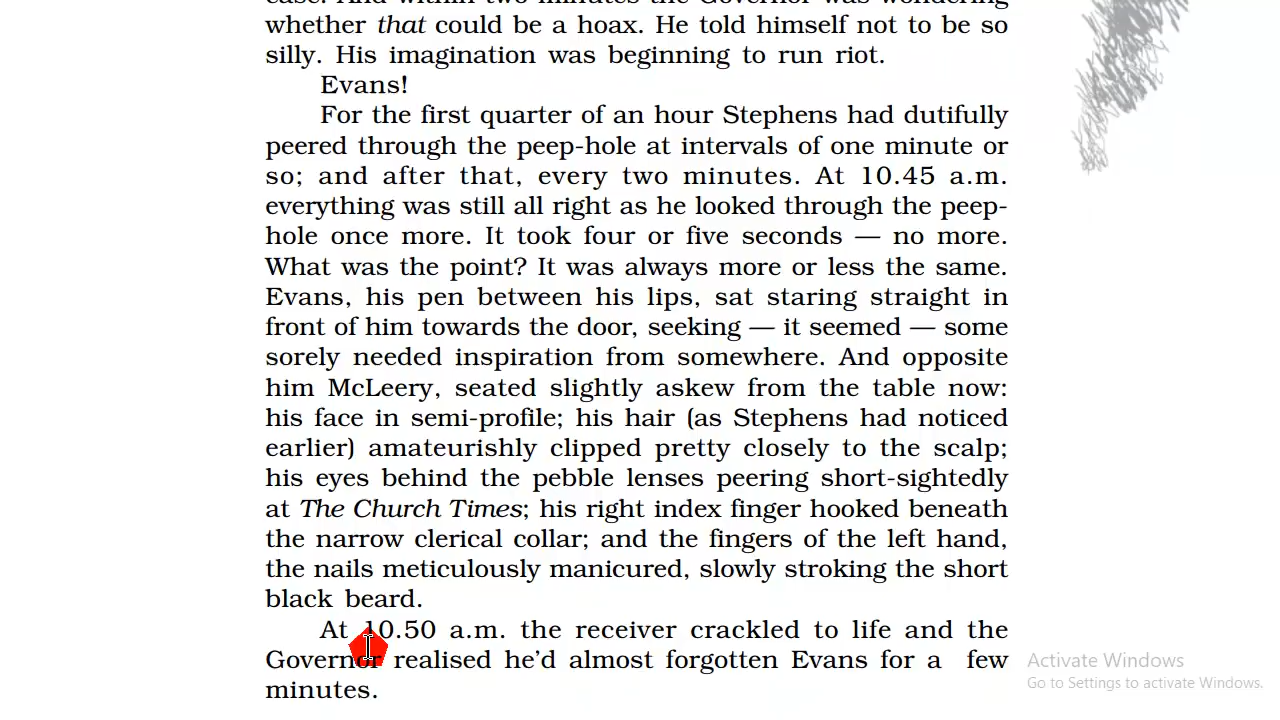 case. And within two minutes the Governor was wondering
whether that could be a hoax. He told himself not to be so
silly. His imagination was beginning to run riot.
Evans!
For the first quarter of an hour Stephens had dutifully
peered through the peep-hole at intervals of one minute or
so; and after that, every two minutes. At 10.45 a.m.
everything was still all right as he looked through the peep-
hole once more. It took four or five seconds — no more.
What was the point? It was always more or less the same.
Evans, his pen between his lips, sat staring straight in
front of him towards the door, seeking — it seemed — some
sorely needed inspiration from somewhere. And opposite
him McLeery, seated slightly askew from the table now:
his face in semi-profile; his hair (as Stephens had noticed
earlier) amateurishly clipped pretty closely to the scalp;
his eyes behind the pebble lenses peering short-sightedly
at The Church Times; his right index finger hooked beneath
the narrow clerical collar; and the fingers of the left hand,
the nails meticulously manicured, slowly stroking the short
black beard.
At 10.50 a.m. the receiver crackled to life and the
Governor realised he'd almost forgotten Evans for a few
minutes.
Activate Windows
Go to Settings to activate Windows.